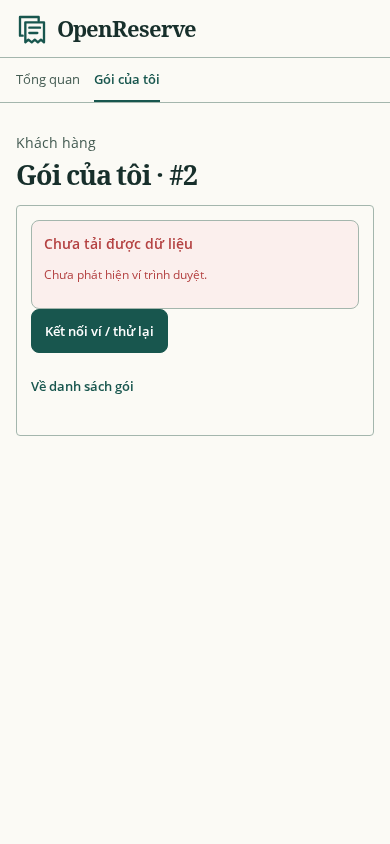 OpenReserve
Tổng quan Gói của tôi
Khách hàng
Gói của tôi · #2
Chưa tải được dữ liệu
Chưa phát hiện ví trình duyệt.
Kết nối ví / thử lại
Về danh sách gói